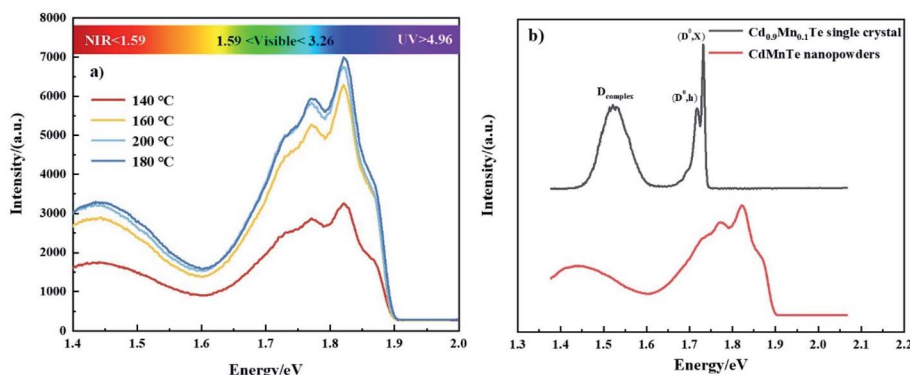 NIR<1.59 1.59 <Visible< 3.26 UV>4.96
a)
140 °C
160 °C
200 °C
180 °C
8000
7000
6000
5000
4000
3000
2000
1000
0
Intensity/(a.u.)
1.4 1.5 1.6 1.7 1.8 1.9 2.0
Energy/eV
b)
Cd0.9Mn0.1Te single crystal
CdMnTe nanopowders
(D0,X)
Dcomplex
(D0,h)
Intensity/(a.u.)
1.3 1.4 1.5 1.6 1.7 1.8 1.9 2.0 2.1 2.2
Energy/eV